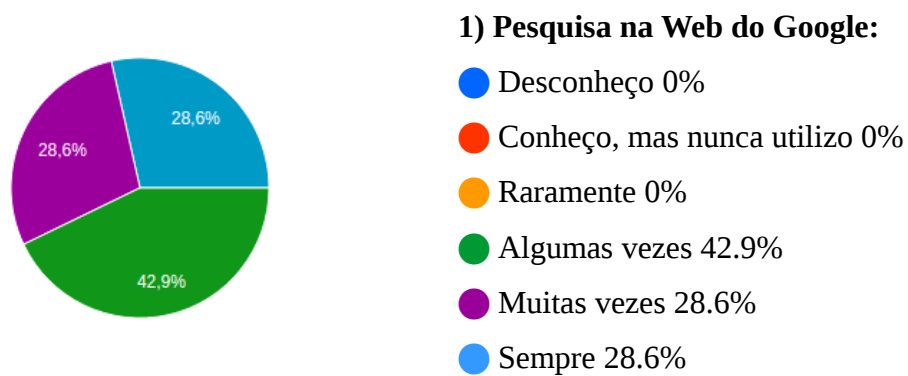 1) Pesquisa na Web do Google:
Desconheço 0%
Conheço, mas nunca utilizo 0%
Raramente 0%
Algumas vezes 42.9%
Muitas vezes 28.6%
Sempre 28.6%
28,6%
28,6%
42,9%